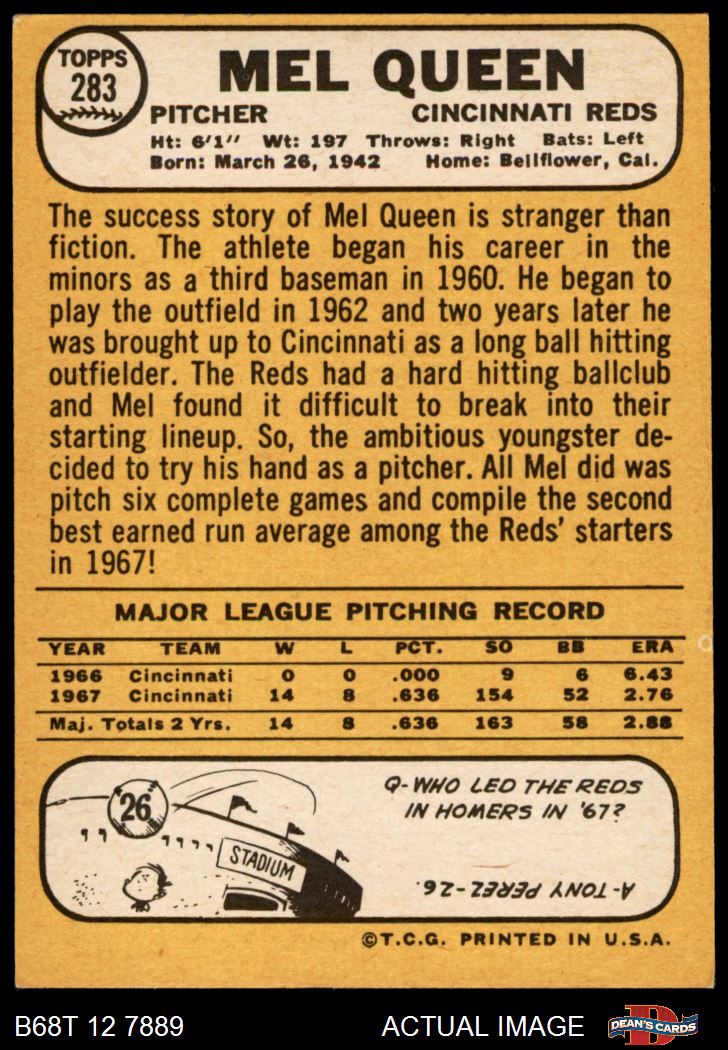 TOPPS
283
MEL QUEEN
PITCHER CINCINNATI REDS
Ht: 6'1" Wt: 197 Throws: Right Bats: Left
Born: March 26, 1942 Home: Bellflower, Cal.
The success story of Mel Queen is stranger than
fiction. The athlete began his career in the
minors as a third baseman in 1960. He began to
play the outfield in 1962 and two years later he
was brought up to Cincinnati as a long ball hitting
outfielder. The Reds had a hard hitting ballclub
and Mel found it difficult to break into their
starting lineup. So, the ambitious youngster de-
cided to try his hand as a pitcher. All Mel did was
pitch six complete games and compile the second
best earned run average among the Reds' starters
in 1967!
MAJOR LEAGUE PITCHING RECORD
YEAR TEAM W L PCT. SO BB ERA
1966 Cincinnati 0 0 .000 9 6 6.43
1967 Cincinnati 14 8 .636 154 52 2.76
Maj. Totals 2 Yrs. 14 8 .636 163 58 2.88
26
STADIUM
Q-WHO LED THE REDS
IN HOMERS IN '67?
A-TONY PEREZ-26.
©T.C.G. PRINTED IN U.S.A.
B68T 12 7889 ACTUAL IMAGE
D
DEAN'S CARDS